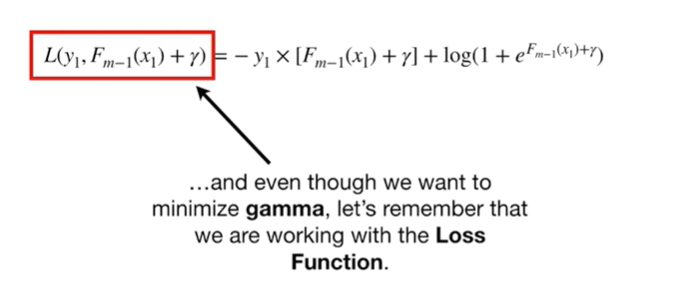 L(y₁, Fₘ₋₁(x₁) + γ) = − y₁ × [Fₘ₋₁(x₁) + γ] + log(1 + e^{Fₘ₋₁(x₁)+γ})
…and even though we want to
minimize gamma, let’s remember that
we are working with the Loss
Function.